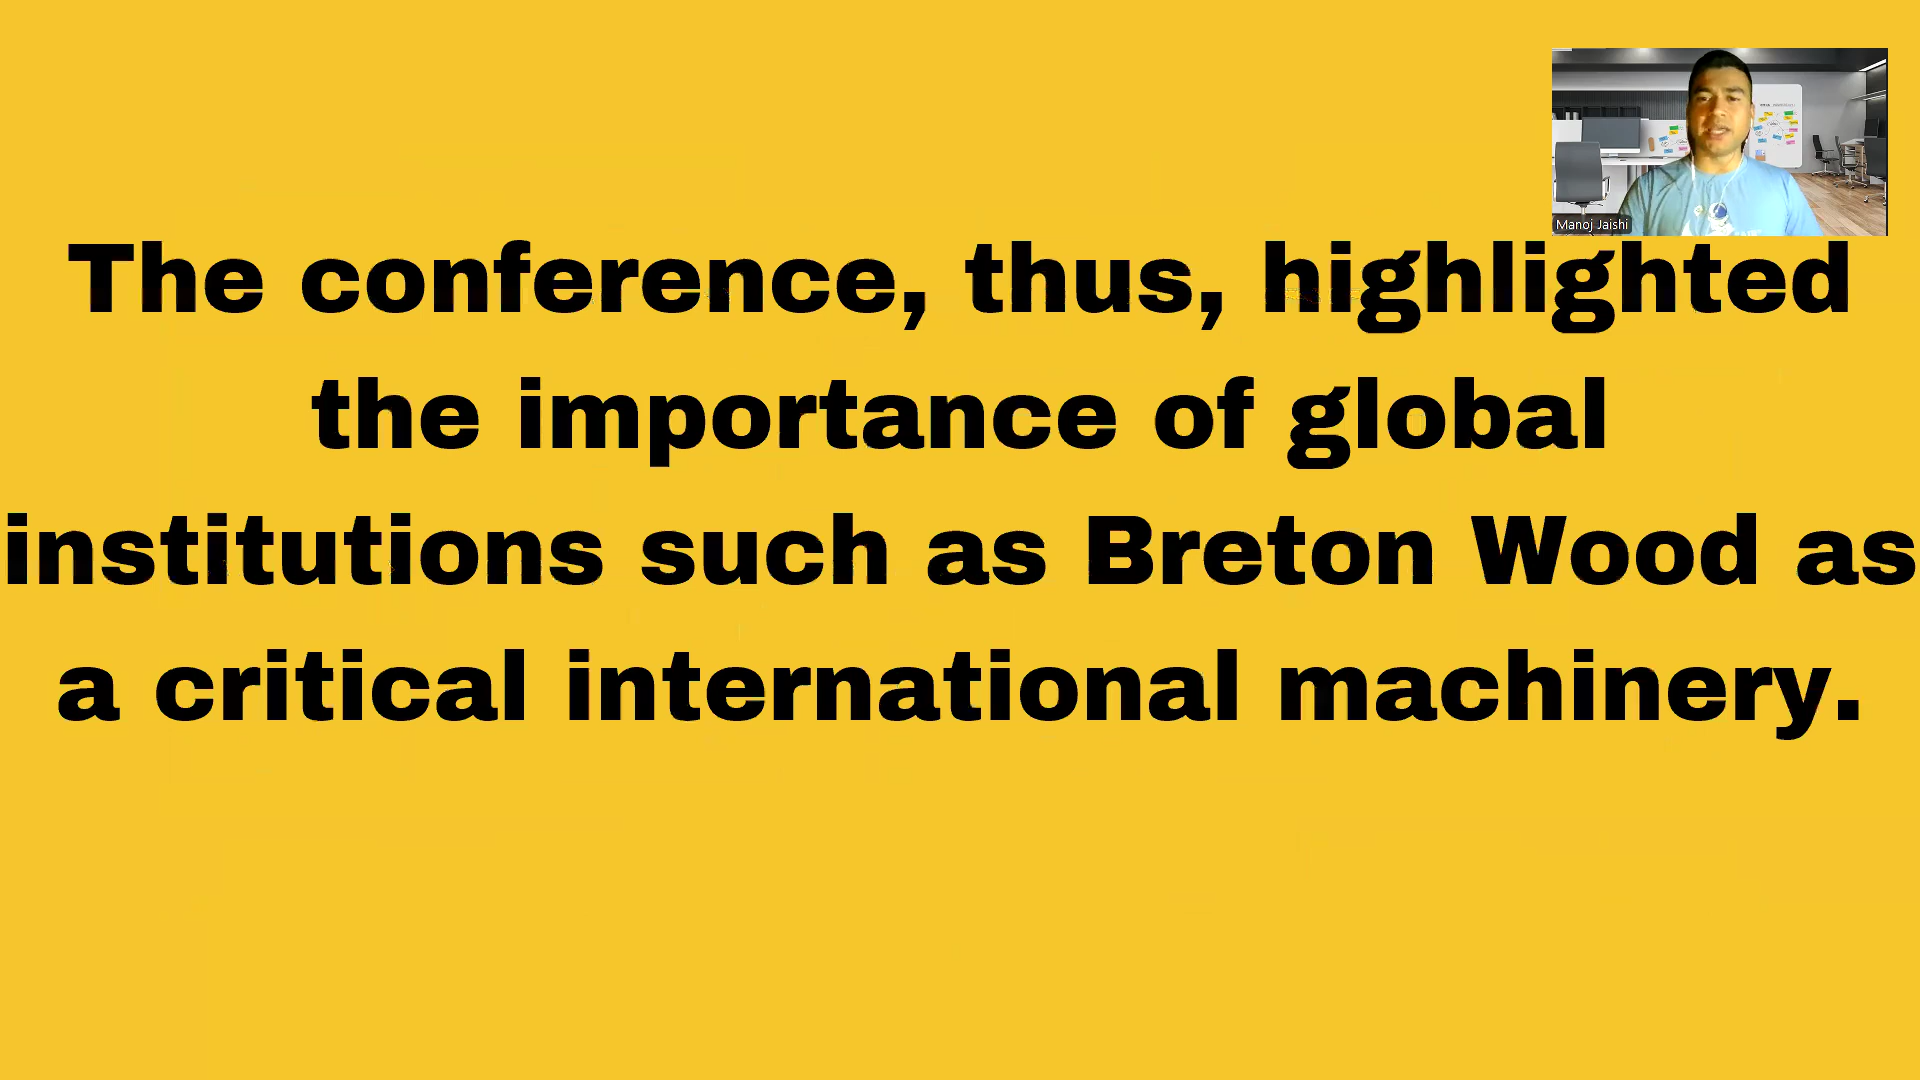 Manoj Jaishi
The conference, thus, highlighted
the importance of global
institutions such as Breton Wood as
a critical international machinery.